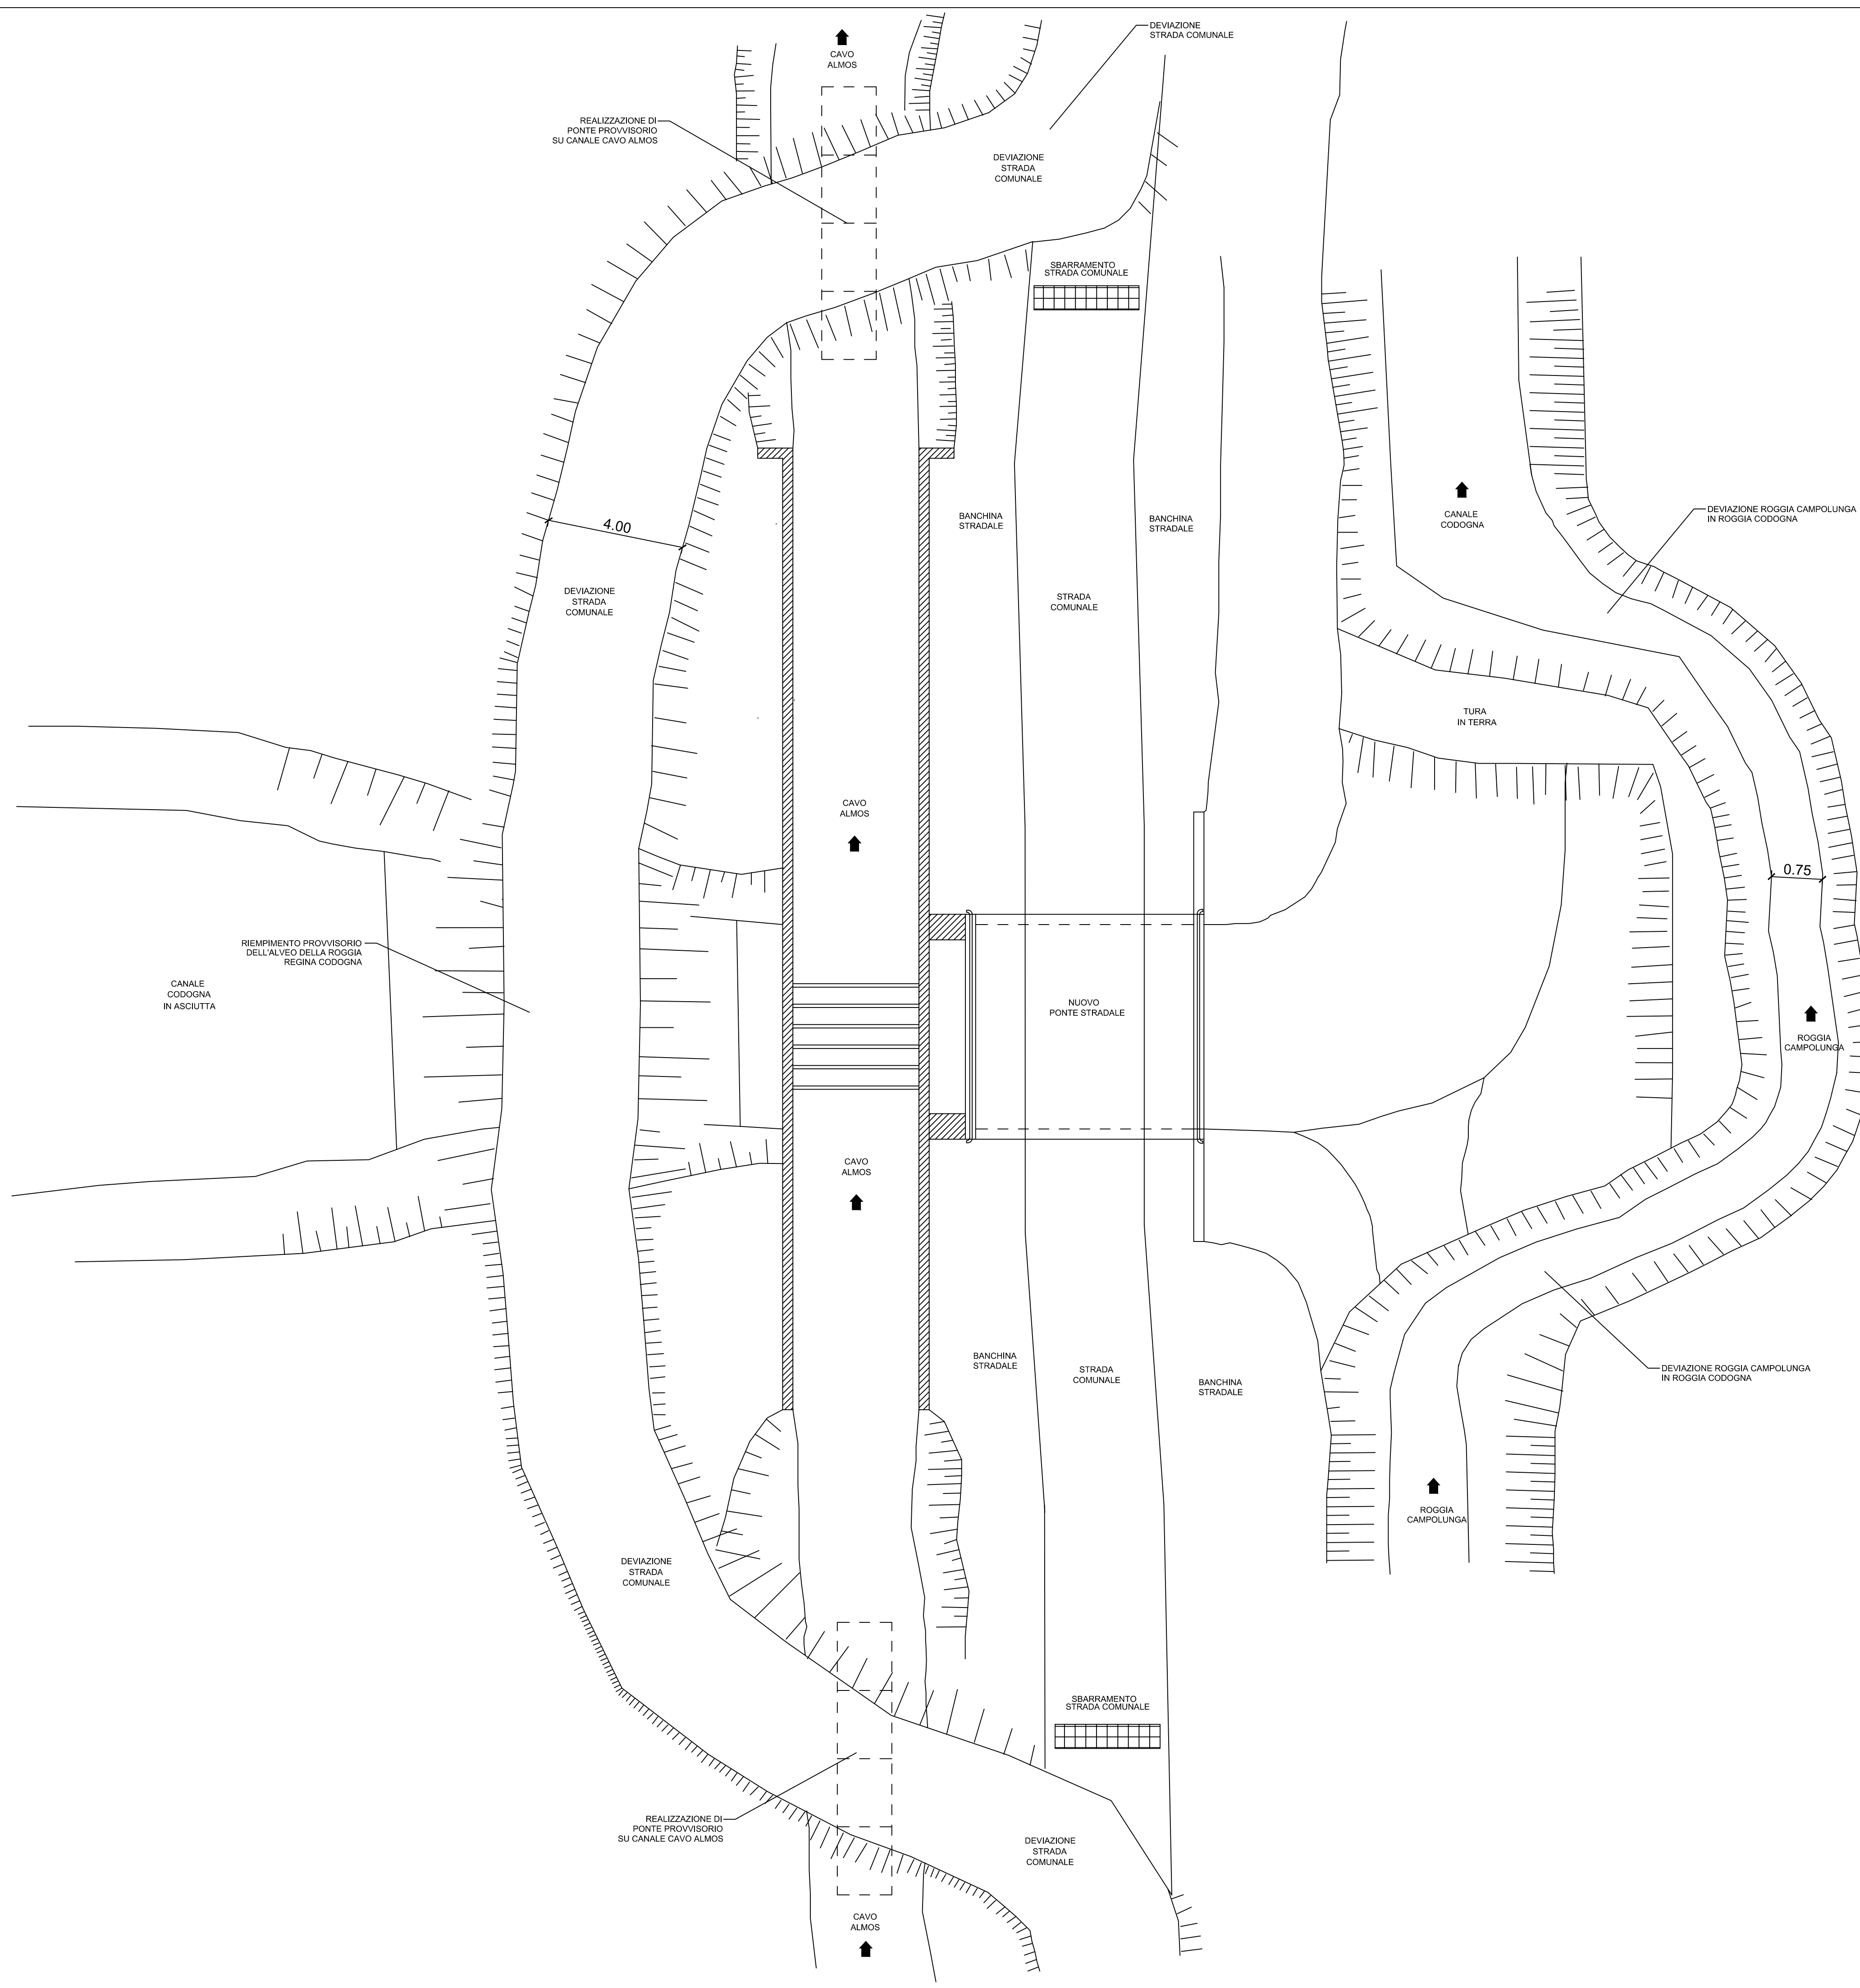 DEVIAZIONE
STRADA COMUNALE
CAVO
ALMOS
REALIZZAZIONE DI
PONTE PROVVISORIO
SU CANALE CAVO ALMOS
DEVIAZIONE
STRADA
COMUNALE
SBARRAMENTO
STRADA COMUNALE
4.00
BANCHINA
STRADALE
BANCHINA
STRADALE
CANALE
CODOGNA
DEVIAZIONE ROGGIA CAMPOLUNGA
IN ROGGIA CODOGNA
DEVIAZIONE
STRADA
COMUNALE
STRADA
COMUNALE
TURA
IN TERRA
CAVO
ALMOS
0.75
RIEMPIMENTO PROVVISORIO
DELL'ALVEO DELLA ROGGIA
REGINA CODOGNA
CANALE
CODOGNA
IN ASCIUTTA
NUOVO
PONTE STRADALE
ROGGIA
CAMPOLUNGA
CAVO
ALMOS
BANCHINA
STRADALE
STRADA
COMUNALE
BANCHINA
STRADALE
DEVIAZIONE ROGGIA CAMPOLUNGA
IN ROGGIA CODOGNA
ROGGIA
CAMPOLUNGA
DEVIAZIONE
STRADA
COMUNALE
SBARRAMENTO
STRADA COMUNALE
REALIZZAZIONE DI
PONTE PROVVISORIO
SU CANALE CAVO ALMOS
DEVIAZIONE
STRADA
COMUNALE
CAVO
ALMOS